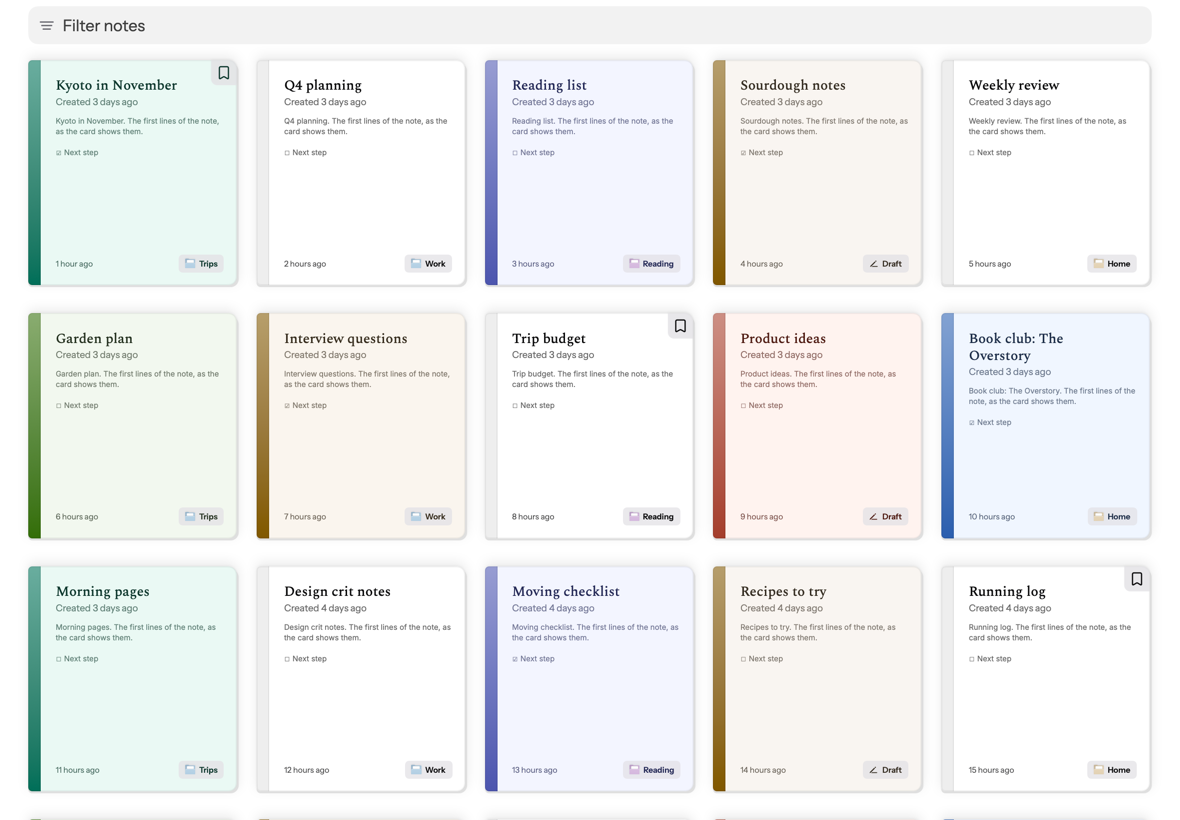 Filter notes
Kyoto in November
Created 3 days ago
Kyoto in November. The first lines of the note,
as the card shows them.
☑ Next step
1 hour ago
Trips
Q4 planning
Created 3 days ago
Q4 planning. The first lines of the note, as the
card shows them.
☐ Next step
2 hours ago
Work
Reading list
Created 3 days ago
Reading list. The first lines of the note, as the
card shows them.
☐ Next step
3 hours ago
Reading
Sourdough notes
Created 3 days ago
Sourdough notes. The first lines of the note, as
the card shows them.
☑ Next step
4 hours ago
Draft
Weekly review
Created 3 days ago
Weekly review. The first lines of the note, as
the card shows them.
☐ Next step
5 hours ago
Home
Garden plan
Created 3 days ago
Garden plan. The first lines of the note, as the
card shows them.
☐ Next step
6 hours ago
Trips
Interview questions
Created 3 days ago
Interview questions. The first lines of the note,
as the card shows them.
☑ Next step
7 hours ago
Work
Trip budget
Created 3 days ago
Trip budget. The first lines of the note, as the
card shows them.
☐ Next step
8 hours ago
Reading
Product ideas
Created 3 days ago
Product ideas. The first lines of the note, as
the card shows them.
☐ Next step
9 hours ago
Draft
Book club: The
Overstory
Created 3 days ago
Book club: The Overstory. The first lines of the
note, as the card shows them.
☑ Next step
10 hours ago
Home
Morning pages
Created 3 days ago
Morning pages. The first lines of the note, as
the card shows them.
☐ Next step
11 hours ago
Trips
Design crit notes
Created 4 days ago
Design crit notes. The first lines of the note, as
the card shows them.
☐ Next step
12 hours ago
Work
Moving checklist
Created 4 days ago
Moving checklist. The first lines of the note, as
the card shows them.
☑ Next step
13 hours ago
Reading
Recipes to try
Created 4 days ago
Recipes to try. The first lines of the note, as
the card shows them.
☐ Next step
14 hours ago
Draft
Running log
Created 4 days ago
Running log. The first lines of the note, as the
card shows them.
☐ Next step
15 hours ago
Home